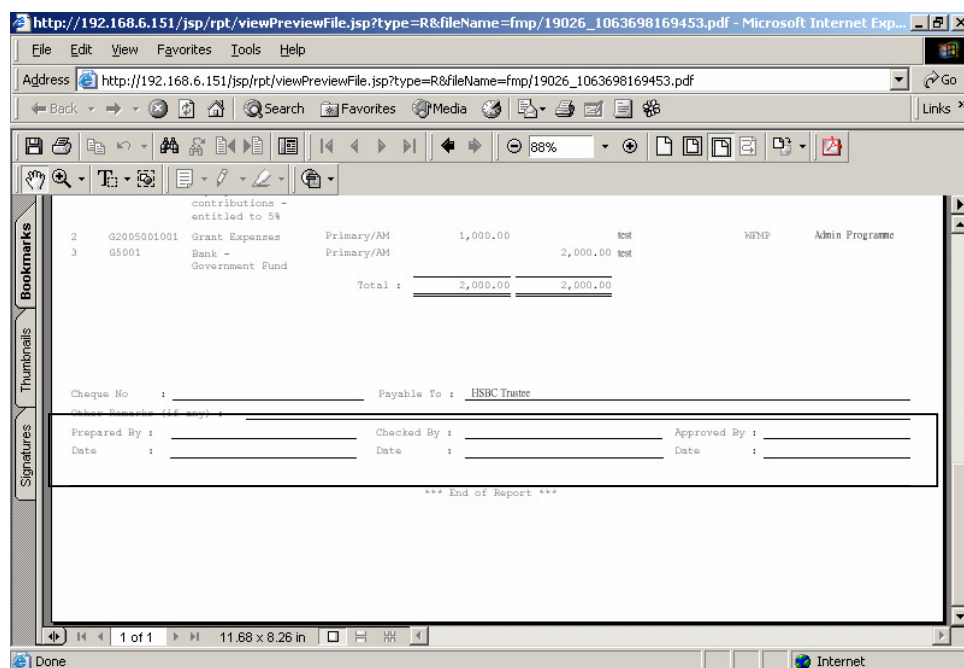 http://192.168.6.151/jsp/rpt/viewPreviewFile.jsp?type=R&fileName=fmp/19026_1063698169453.pdf - Microsoft Internet Exp...
File Edit View Favorites Tools Help
Address http://192.168.6.151/jsp/rpt/viewPreviewFile.jsp?type=R&fileName=fmp/19026_1063698169453.pdf Go
Back Search Favorites Media Links »
88%
contributions -
entitled to 5%
2 G2005001001 Grant Expenses Primary/AM 1,000.00 test WFMP Admin Programme
3 G5001 Bank - Primary/AM 2,000.00 test
Government Fund
Total : 2,000.00 2,000.00
Cheque No : Payable To : HSBC Trustee
Other Remarks (if any) :
Prepared By : Checked By : Approved By :
Date : Date : Date :
*** End of Report ***
Bookmarks
Thumbnails
Signatures
1 of 1 11.68 x 8.26 in
Done Internet